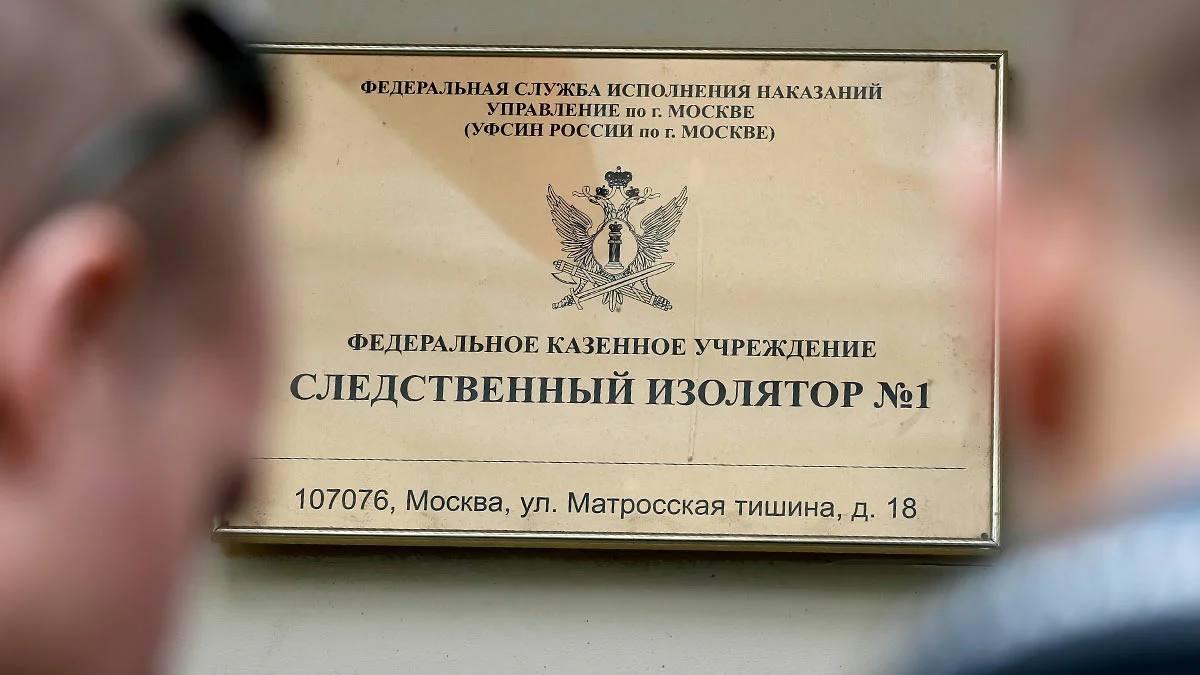 ФЕДЕРАЛЬНАЯ СЛУЖБА ИСПОЛНЕНИЯ НАКАЗАНИЙ
УПРАВЛЕНИЕ по г. МОСКВЕ
(УФСИН РОССИИ по г. МОСКВЕ)
ФЕДЕРАЛЬНОЕ КАЗЕННОЕ УЧРЕЖДЕНИЕ
СЛЕДСТВЕННЫЙ ИЗОЛЯТОР №1
107076, Москва, ул. Матросская тишина, д. 18